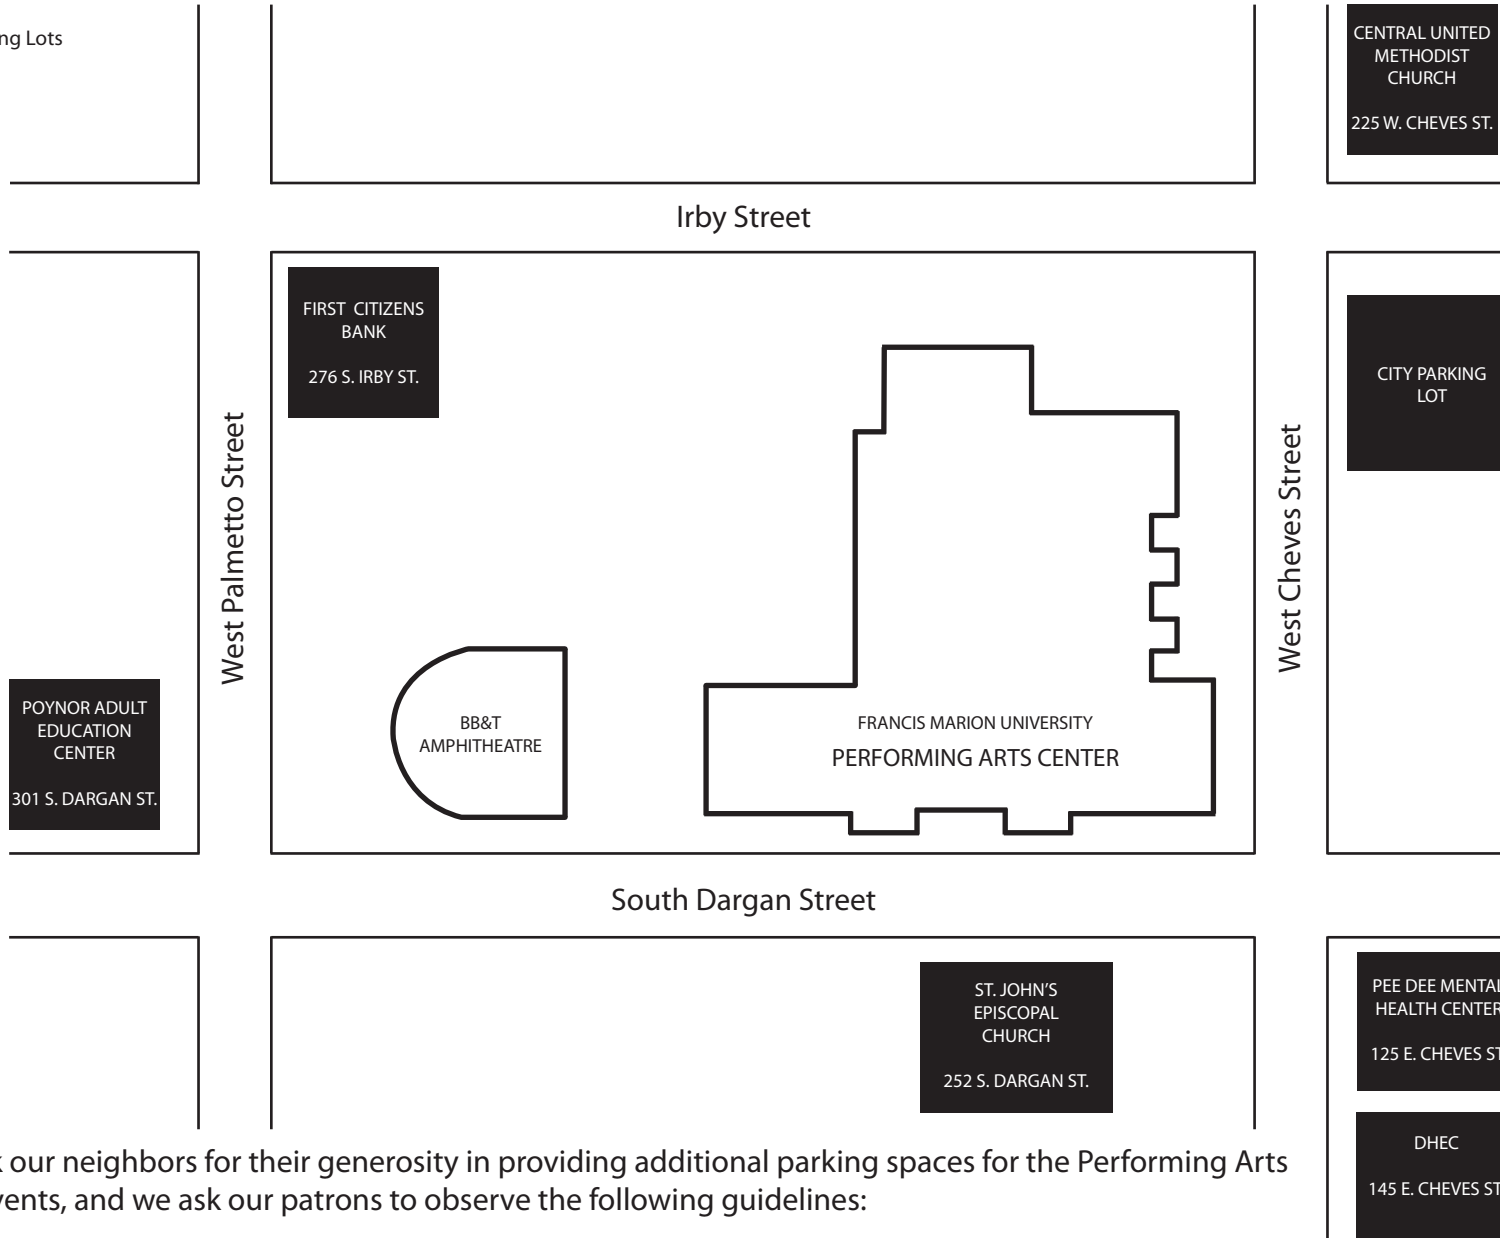 ng Lots
CENTRAL UNITED
METHODIST
CHURCH
225 W. CHEVES ST.
Irby Street
FIRST CITIZENS
BANK
276 S. IRBY ST.
CITY PARKING
LOT
West Palmetto Street
West Cheves Street
POYNOR ADULT
EDUCATION
CENTER
301 S. DARGAN ST.
BB&T
AMPHITHEATRE
FRANCIS MARION UNIVERSITY
PERFORMING ARTS CENTER
South Dargan Street
ST. JOHN'S
EPISCOPAL
CHURCH
252 S. DARGAN ST.
PEE DEE MENTAL
HEALTH CENTER
125 E. CHEVES ST
DHEC
145 E. CHEVES ST
k our neighbors for their generosity in providing additional parking spaces for the Performing Arts
vents, and we ask our patrons to observe the following guidelines: